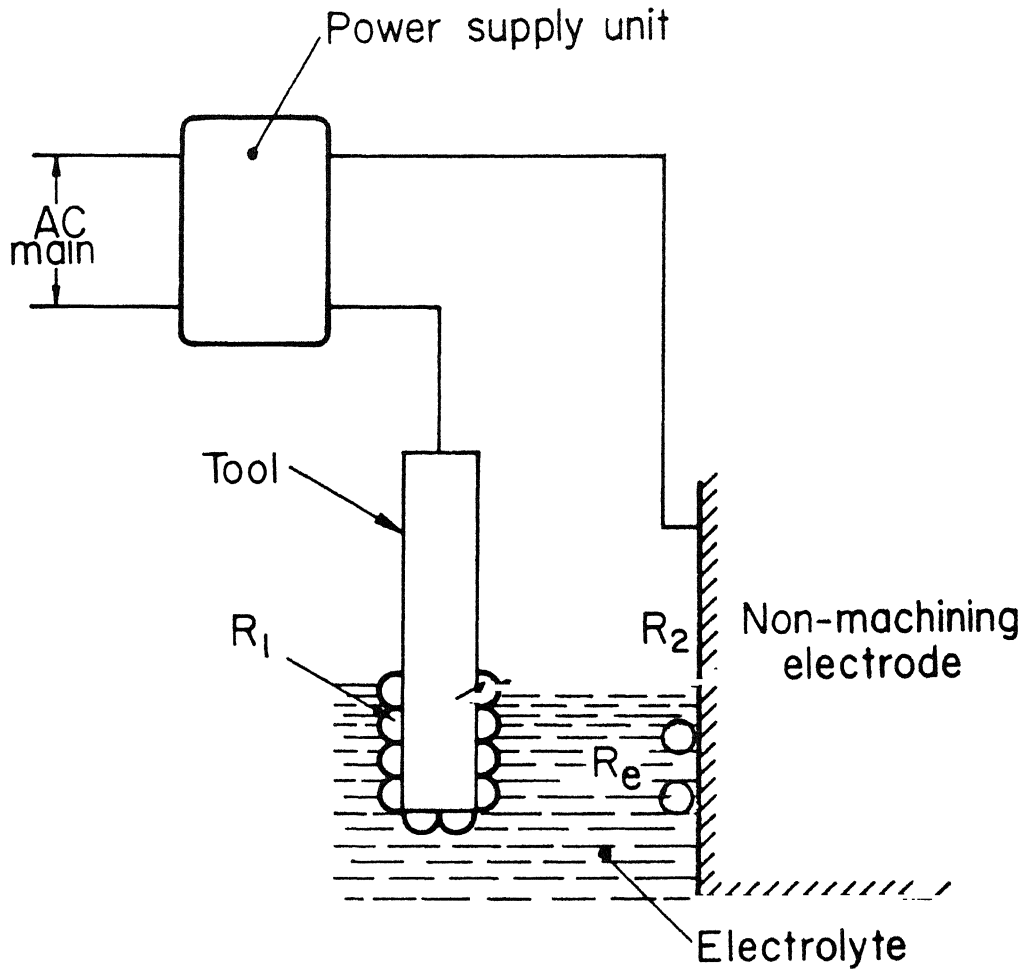 Power supply unit
AC
main
Tool
R1
R2
Non-machining
electrode
Re
Electrolyte